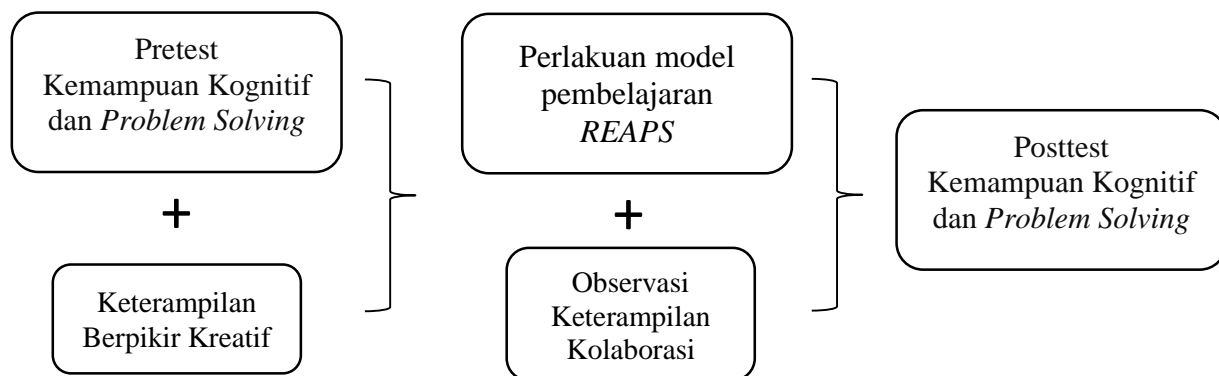 Pretest
Kemampuan Kognitif
dan Problem Solving
+
Keterampilan
Berpikir Kreatif
Perlakuan model
pembelajaran
REAPS
+
Observasi
Keterampilan
Kolaborasi
Posttest
Kemampuan Kognitif
dan Problem Solving